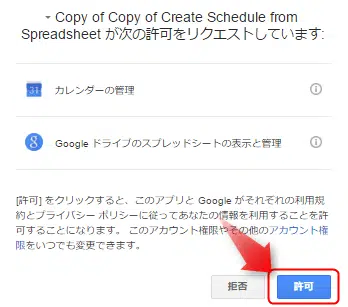 Copy of Copy of Create Schedule from
Spreadsheet が次の許可をリクエストしています:
31
カレンダーの管理
Google ドライブのスプレッドシートの表示と管理
[許可] をクリックすると、このアプリと Google がそれぞれの利用規
約とプライバシー ポリシーに従ってあなたの情報を利用することを許
可することになります。 このアカウント権限やその他のアカウント権
限をいつでも変更できます。
拒否
許可